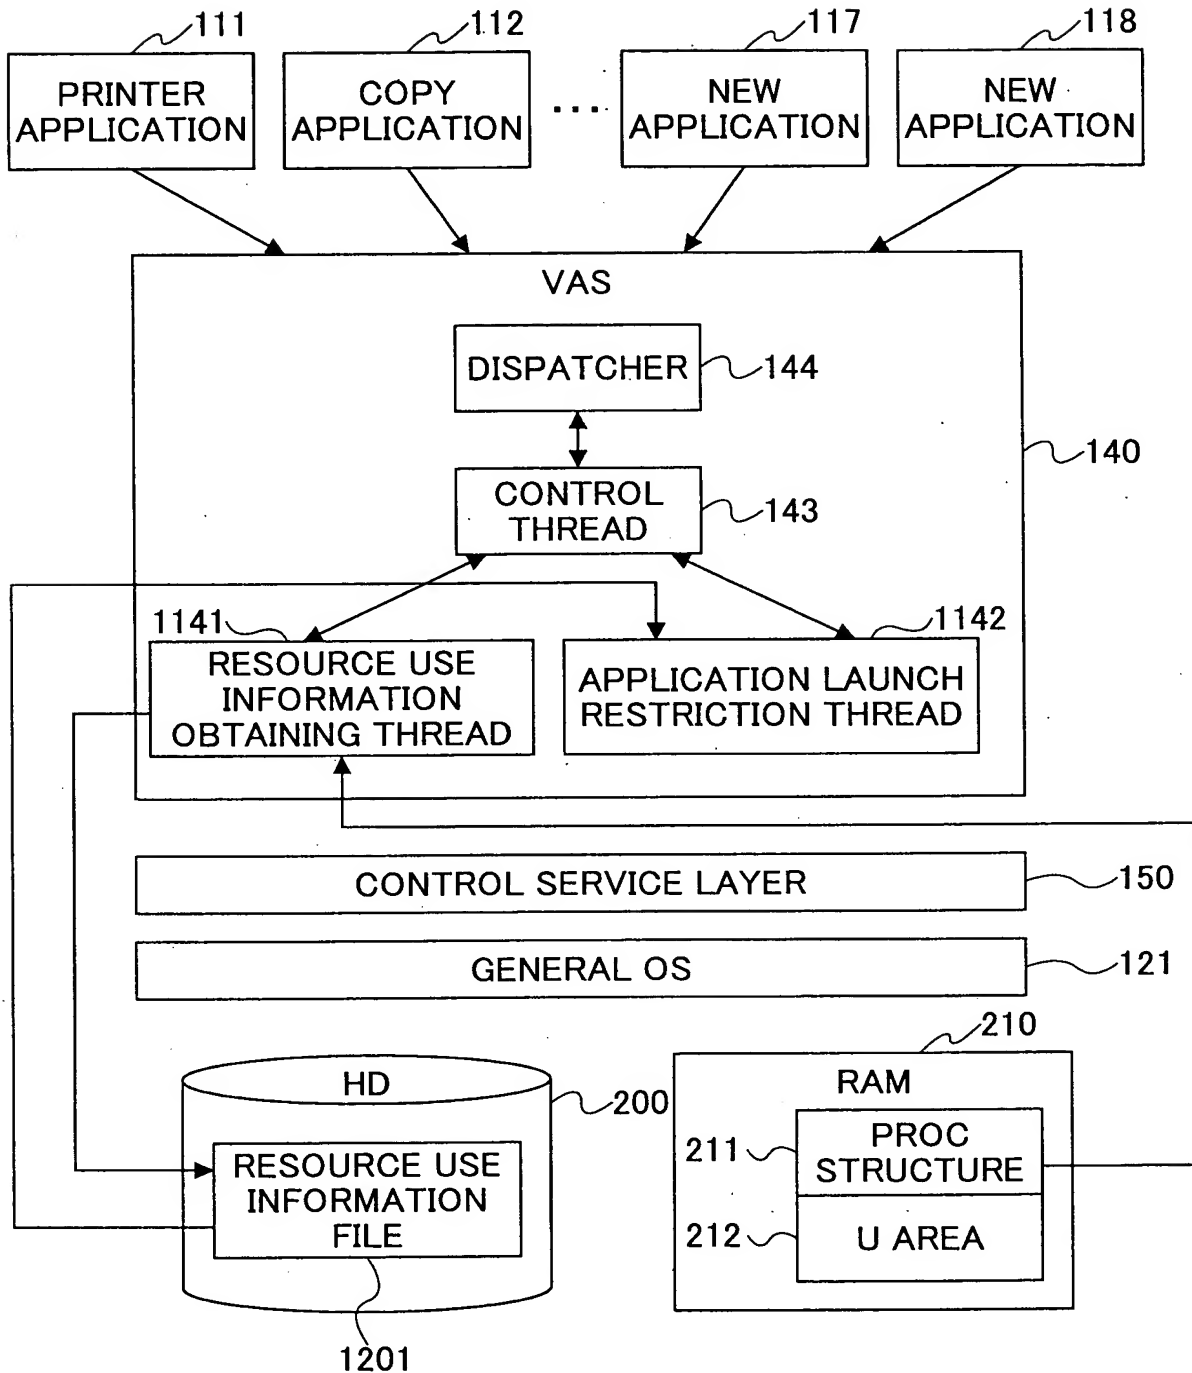 111
112
117
118
PRINTER
APPLICATION
COPY
APPLICATION
...
NEW
APPLICATION
NEW
APPLICATION
VAS
DISPATCHER
144
140
CONTROL
THREAD
143
1141
1142
RESOURCE USE
INFORMATION
OBTAINING THREAD
APPLICATION LAUNCH
RESTRICTION THREAD
CONTROL SERVICE LAYER
150
GENERAL OS
121
210
HD
200
RAM
RESOURCE USE
INFORMATION
FILE
211
PROC
STRUCTURE
212
U AREA
1201